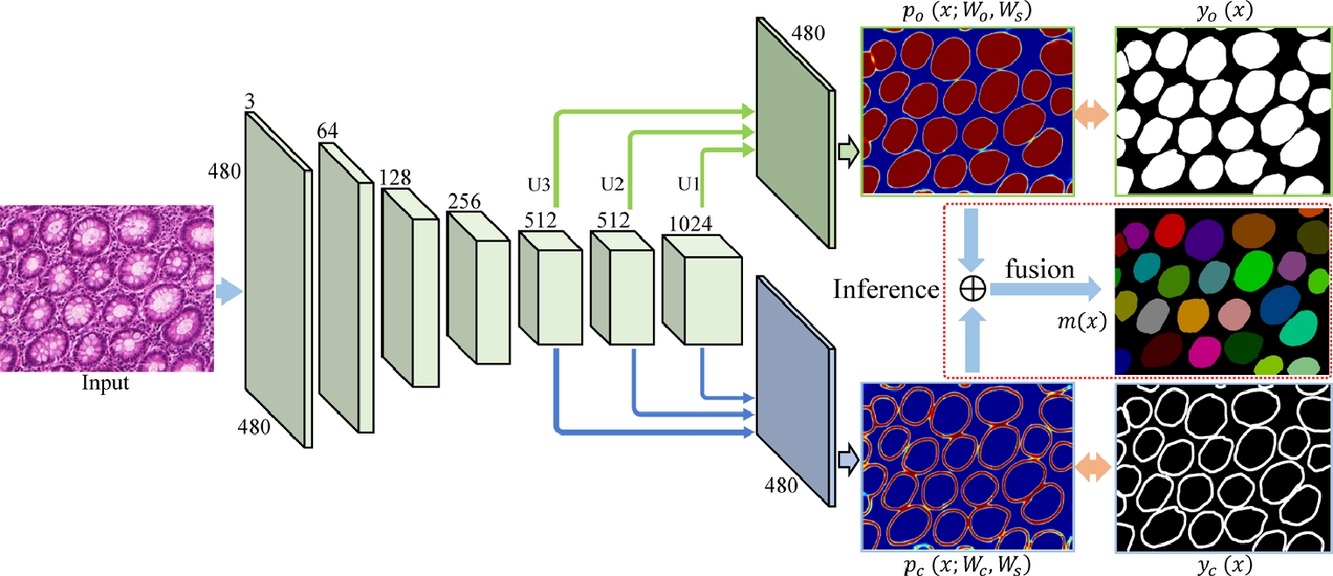 p_o (x; W_o, W_s)
y_o (x)
480
3
64
480
128
256
U3
U2
U1
512
512
1024
Inference
fusion
m(x)
Input
480
480
p_c (x; W_c, W_s)
y_c (x)